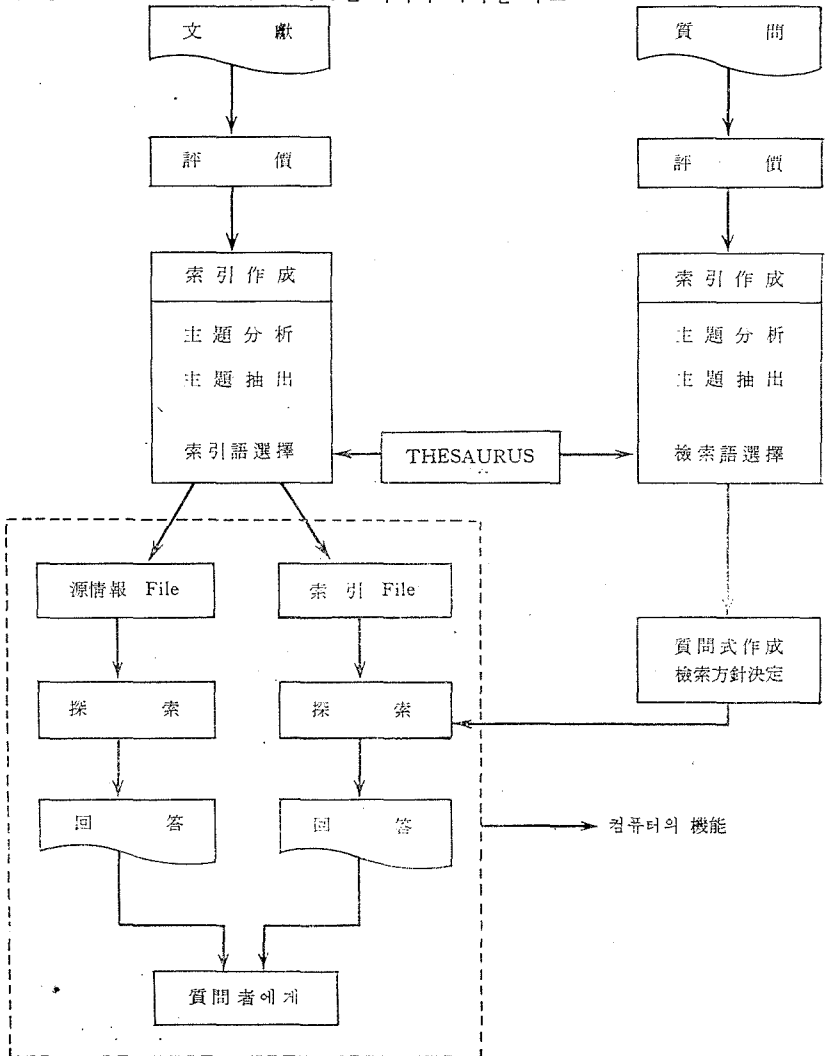 文 獻
質 問
評 價
評 價
索 引 作 成
主 題 分 析
主 題 抽 出
索 引 語 選 擇
THESAURUS
索 引 作 成
主 題 分 析
主 題 抽 出
檢 索 語 選 擇
源情報 File
索 引 File
質 問 式 作 成
檢索方針決定
探 索
探 索
回 答
回 答
컴퓨터의 機能
質 問 者 에 게